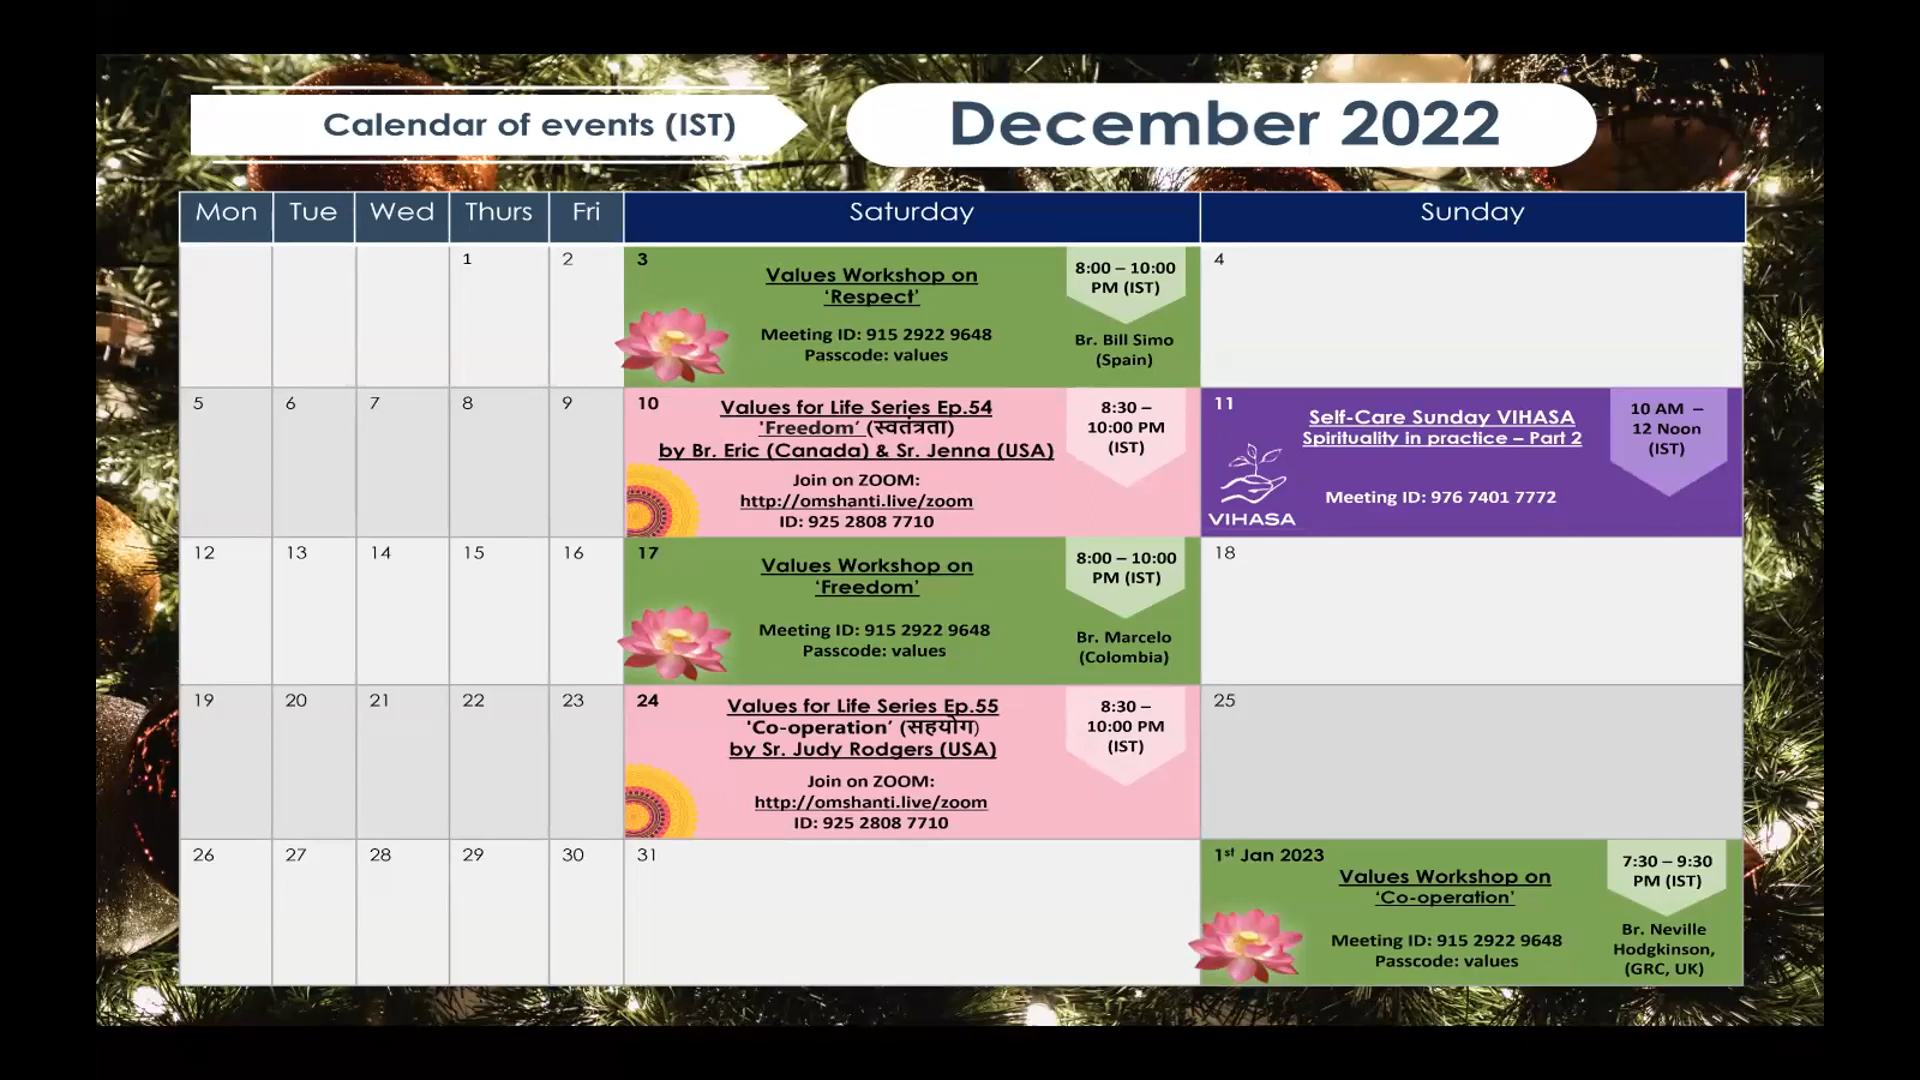 Calendar of events (IST)
December 2022
Mon Tue Wed Thurs Fri Saturday Sunday
1
2
3
Values Workshop on
‘Respect’
Meeting ID: 915 2922 9648
Passcode: values
8:00 – 10:00
PM (IST)
Br. Bill Simo
(Spain)
4
5
6
7
8
9
10
Values for Life Series Ep.54
'Freedom’ (स्वतंत्रता)
by Br. Eric (Canada) & Sr. Jenna (USA)
Join on ZOOM:
http://omshanti.live/zoom
ID: 925 2808 7710
8:30 –
10:00 PM
(IST)
11
Self-Care Sunday VIHASA
Spirituality in practice – Part 2
Meeting ID: 976 7401 7772
VIHASA
10 AM –
12 Noon
(IST)
12
13
14
15
16
17
Values Workshop on
‘Freedom’
Meeting ID: 915 2922 9648
Passcode: values
8:00 – 10:00
PM (IST)
Br. Marcelo
(Colombia)
18
19
20
21
22
23
24
Values for Life Series Ep.55
'Co-operation’ (सहयोग)
by Sr. Judy Rodgers (USA)
Join on ZOOM:
http://omshanti.live/zoom
ID: 925 2808 7710
8:30 –
10:00 PM
(IST)
25
26
27
28
29
30
31
1st Jan 2023
Values Workshop on
‘Co-operation’
Meeting ID: 915 2922 9648
Passcode: values
7:30 – 9:30
PM (IST)
Br. Neville
Hodgkinson,
(GRC, UK)